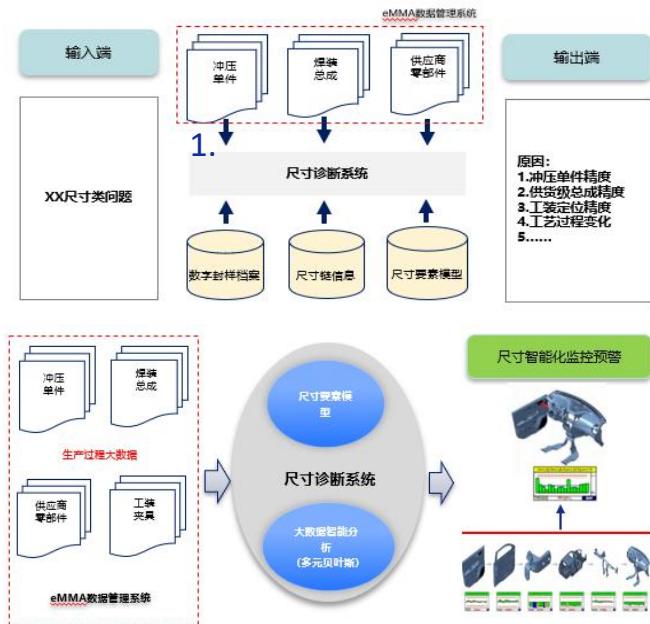 eMMA数据管理系统
输入端
冲压
单件
焊装
总成
供应商
零部件
输出端
1.
尺寸诊断系统
XX尺寸类问题
原因：
1.冲压单件精度
2.供货级总成精度
3.工装定位精度
4.工艺过程变化
5......
数字封样档案
尺寸链信息
尺寸要素模型
冲压
单件
焊装
总成
生产过程大数据
供应商
零部件
工装
夹具
eMMA数据管理系统
尺寸要素模
型
尺寸诊断系统
大数据智能分
析
（多元贝叶斯）
尺寸智能化监控预警